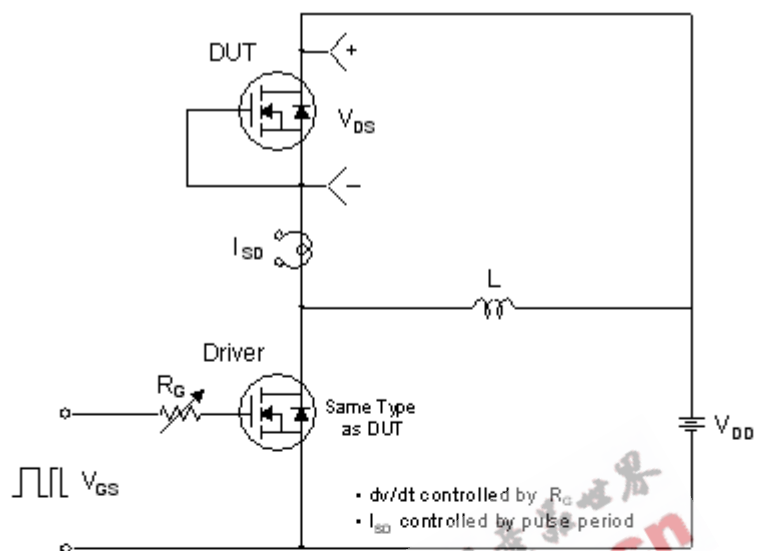 DUT
+
V_DS
−
I_SD
L
Driver
R_G
Same Type
as DUT
V_DD
V_GS
• dv/dt controlled by R_G
• I_SD controlled by pulse period